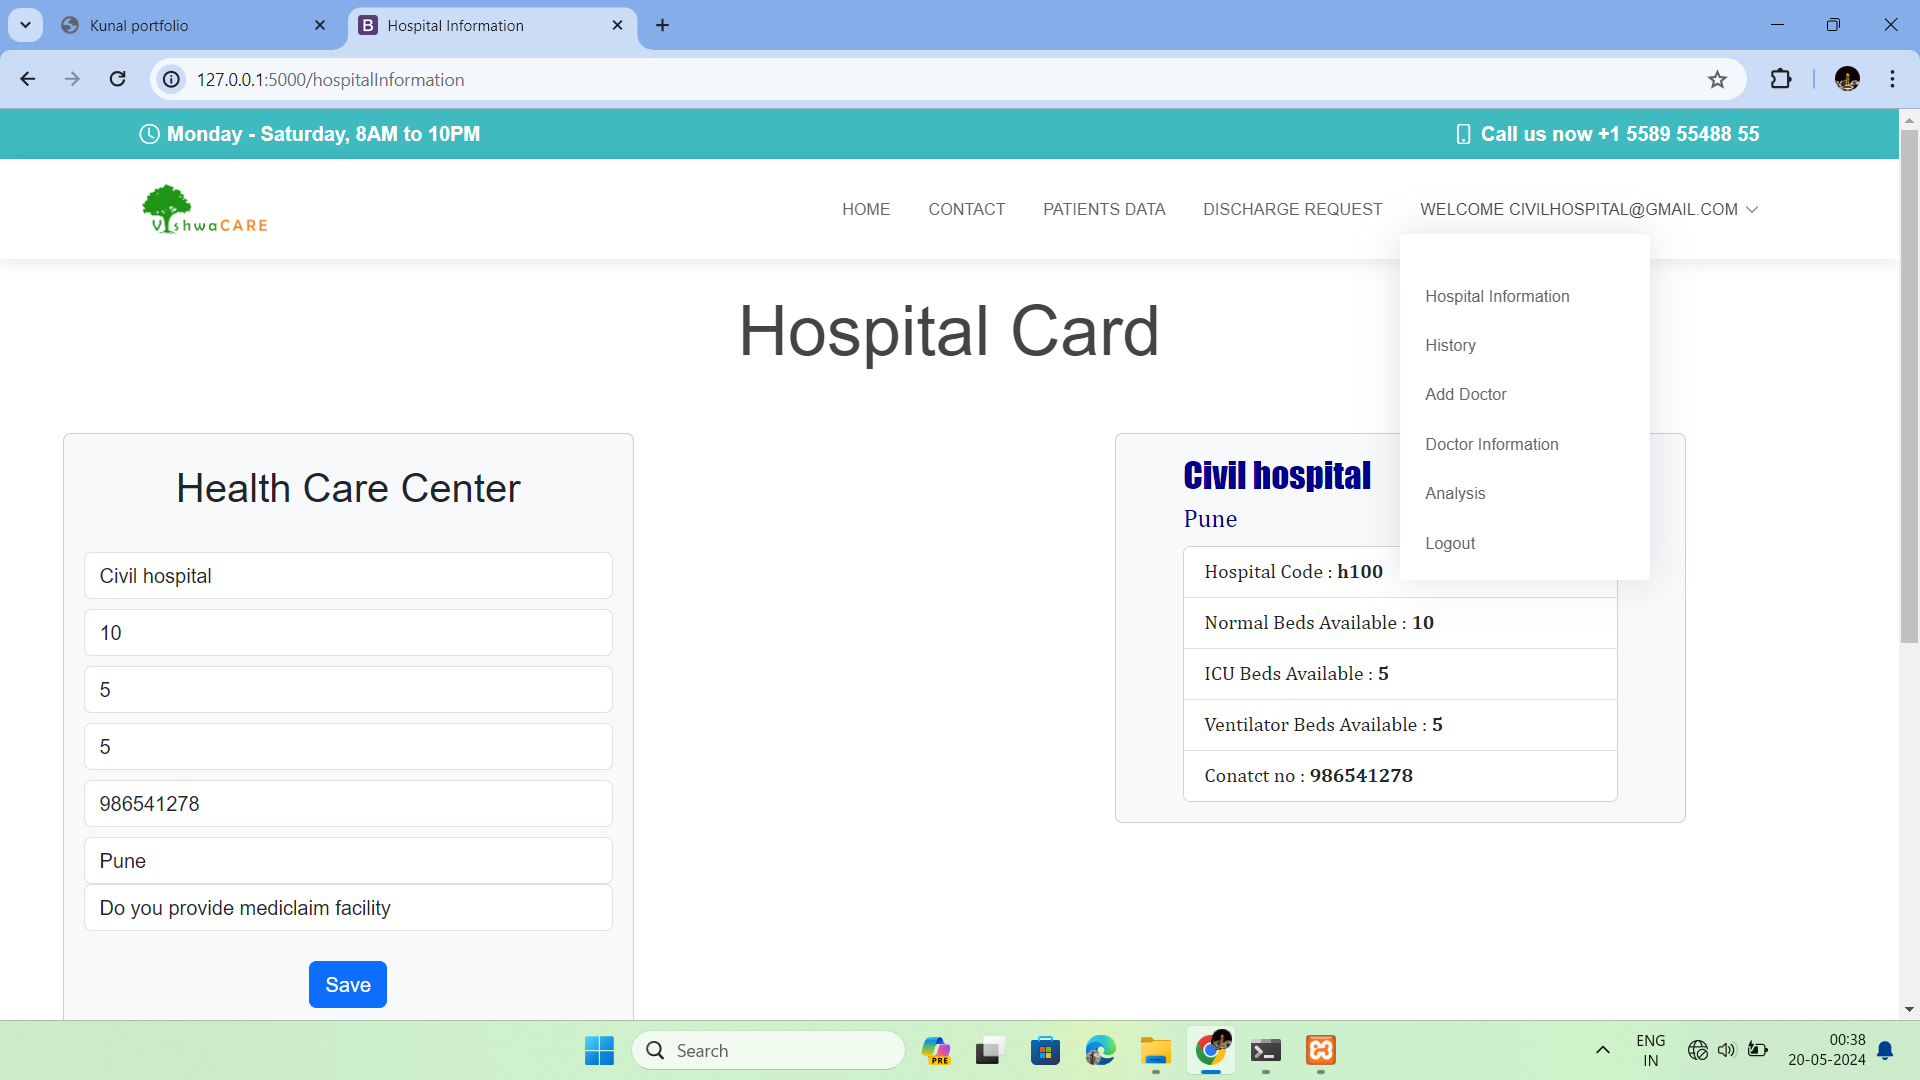 Kunal portfolio
Hospital Information
127.0.0.1:5000/hospitalInformation
Monday - Saturday, 8AM to 10PM
Call us now +1 5589 55488 55
VishwaCARE
HOME
CONTACT
PATIENTS DATA
DISCHARGE REQUEST
WELCOME CIVILHOSPITAL@GMAIL.COM
Hospital Information
History
Add Doctor
Doctor Information
Analysis
Logout
Hospital Card
Health Care Center
Civil hospital
10
5
5
986541278
Pune
Do you provide mediclaim facility
Save
Civil hospital
Pune
Hospital Code : h100
Normal Beds Available : 10
ICU Beds Available : 5
Ventilator Beds Available : 5
Conatct no : 986541278
Search
PRE
ENG
IN
00:38
20-05-2024